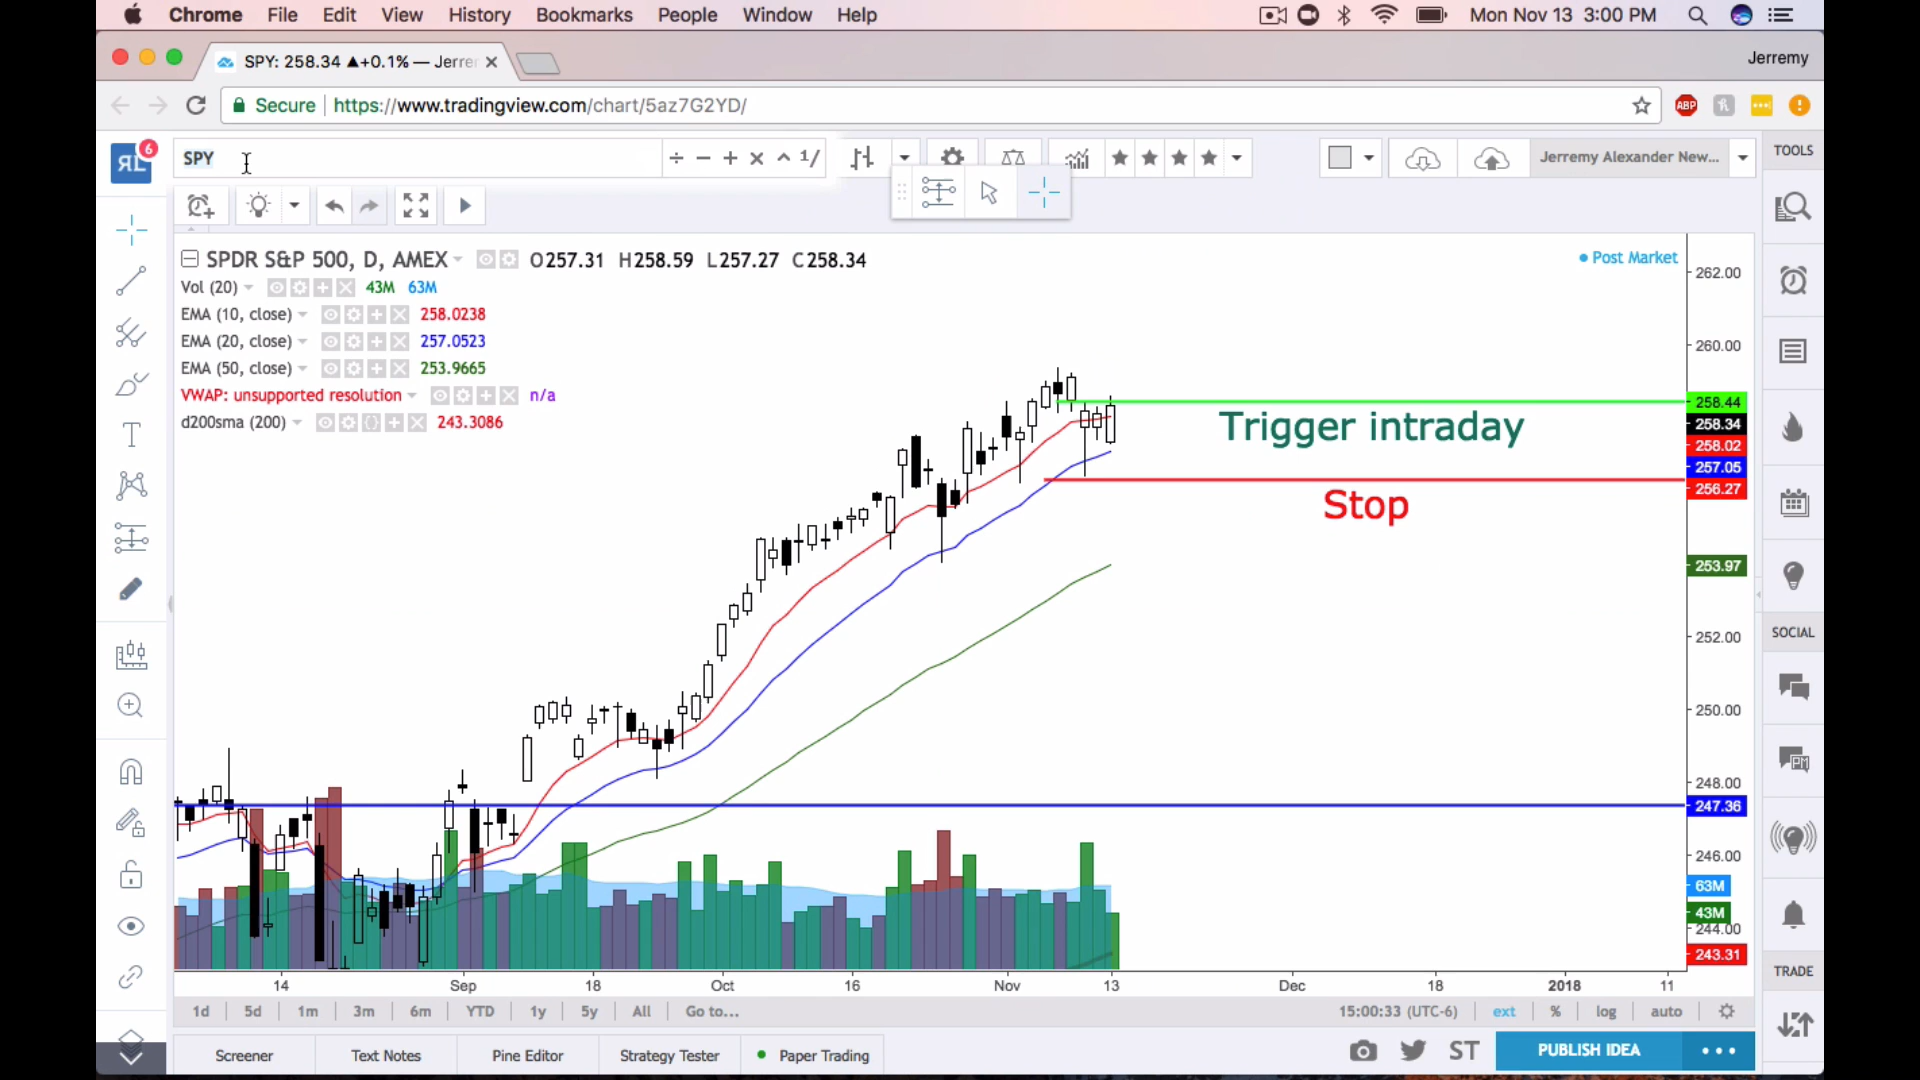 Chrome File Edit View History Bookmarks People Window Help Mon Nov 13 3:00 PM
SPY: 258.34 ▲+0.1% — Jerre Jerremy
Secure https://www.tradingview.com/chart/5az7G2YD/ ABP
ЯL 6 SPY ÷ − + × ^ 1/ Jerremy Alexander New... TOOLS
SPDR S&P 500, D, AMEX O257.31 H258.59 L257.27 C258.34 Post Market
Vol (20) 43M 63M
EMA (10, close) 258.0238
EMA (20, close) 257.0523
EMA (50, close) 253.9665
VWAP: unsupported resolution n/a
d200sma (200) 243.3086
262.00
260.00
258.44
Trigger intraday
258.34
258.02
257.05
256.27
Stop
253.97
252.00
250.00
248.00
247.36
246.00
63M
43M
244.00
243.31
SOCIAL
PM
TRADE
14 Sep 18 Oct 16 Nov 13 Dec 18 2018 11
1d 5d 1m 3m 6m YTD 1y 5y All Go to... 15:00:33 (UTC-6) ext % log auto
Screener Text Notes Pine Editor Strategy Tester Paper Trading ST PUBLISH IDEA